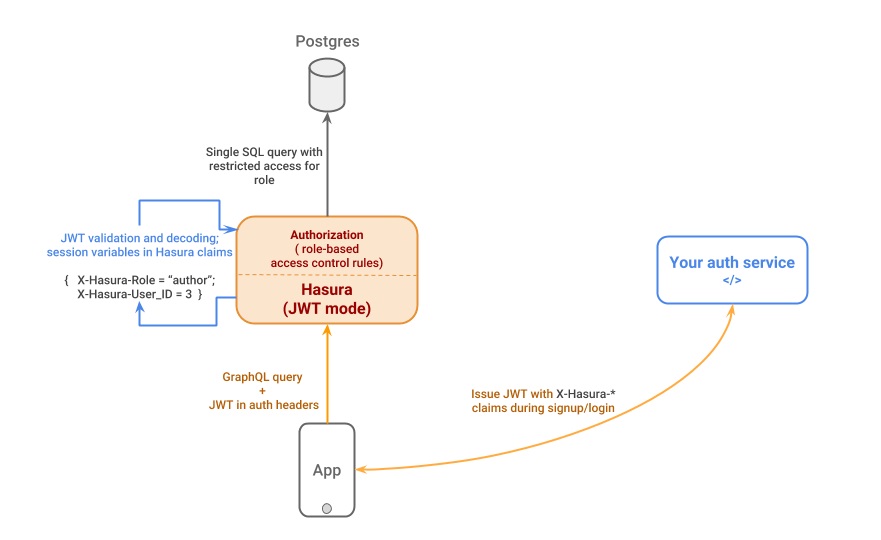 Postgres
Single SQL query with
restricted access for
role
JWT validation and decoding;
session variables in Hasura claims
{ X-Hasura-Role = “author”;
X-Hasura-User_ID = 3 }
Authorization
( role-based
access control rules)
Hasura
(JWT mode)
Your auth service
</>
GraphQL query
+
JWT in auth headers
Issue JWT with X-Hasura-*
claims during signup/login
App